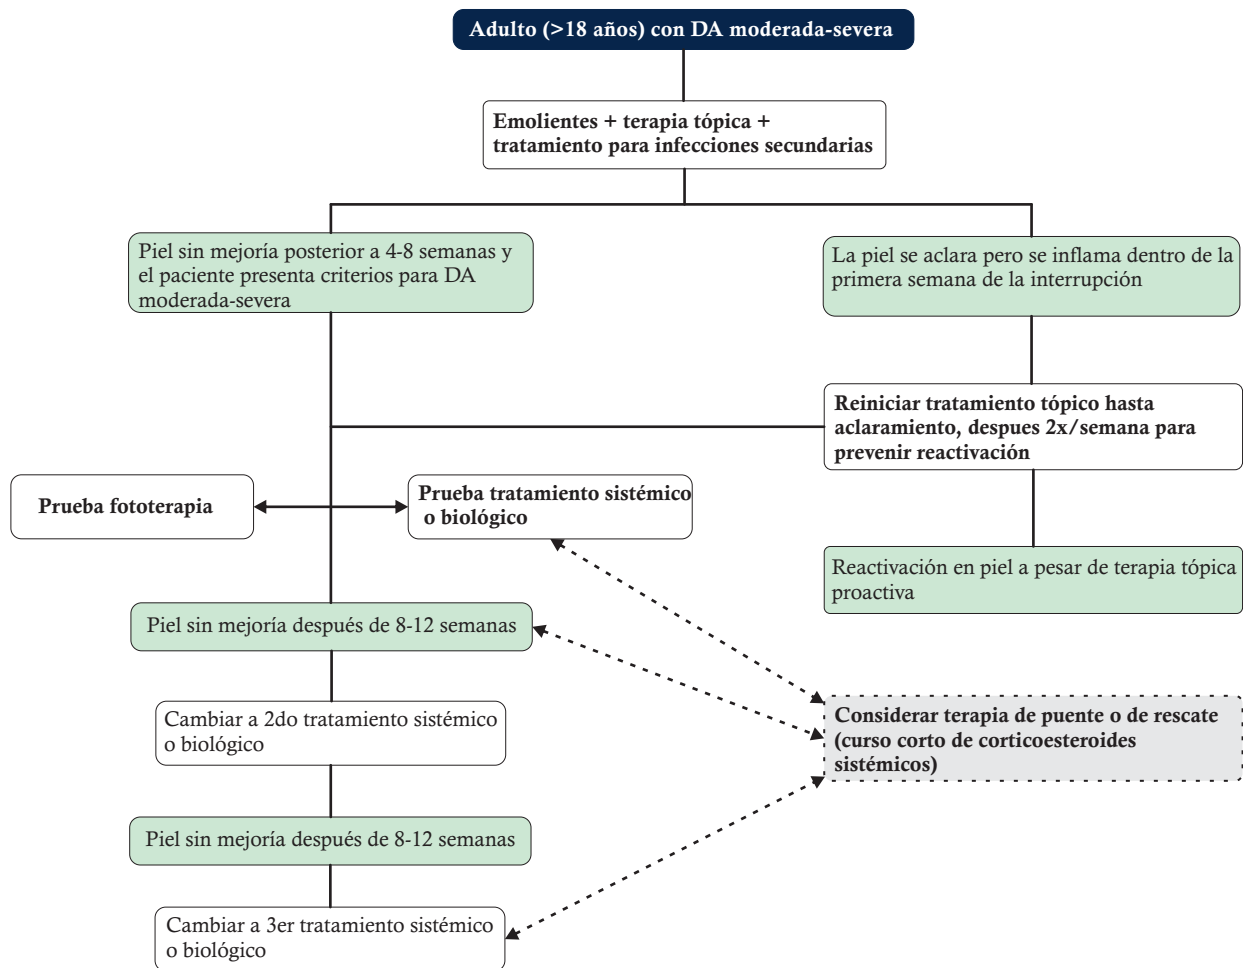 Adulto (>18 años) con DA moderada-severa
Emolientes + terapia tópica +
tratamiento para infecciones secundarias
Piel sin mejoría posterior a 4-8 semanas y
el paciente presenta criterios para DA
moderada-severa
La piel se aclara pero se inflama dentro de la
primera semana de la interrupción
Reiniciar tratamiento tópico hasta
aclaramiento, despues 2x/semana para
prevenir reactivación
Prueba fototerapia
Prueba tratamiento sistémico
o biológico
Reactivación en piel a pesar de terapia tópica
proactiva
Piel sin mejoría después de 8-12 semanas
Cambiar a 2do tratamiento sistémico
o biológico
Considerar terapia de puente o de rescate
(curso corto de corticoesteroides
sistémicos)
Piel sin mejoría después de 8-12 semanas
Cambiar a 3er tratamiento sistémico
o biológico